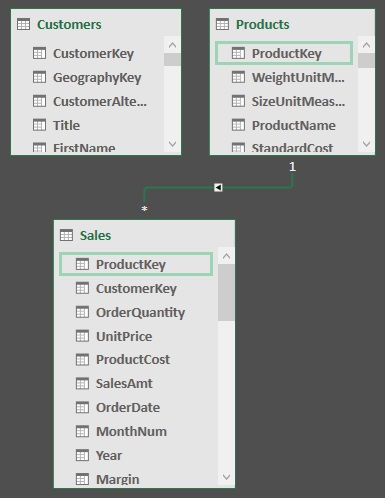 Customers
CustomerKey
GeographyKey
CustomerAlte...
Title
FirstName
Products
ProductKey
WeightUnitM...
SizeUnitMeas...
ProductName
StandardCost
1
*
Sales
ProductKey
CustomerKey
OrderQuantity
UnitPrice
ProductCost
SalesAmt
OrderDate
MonthNum
Year
Margin